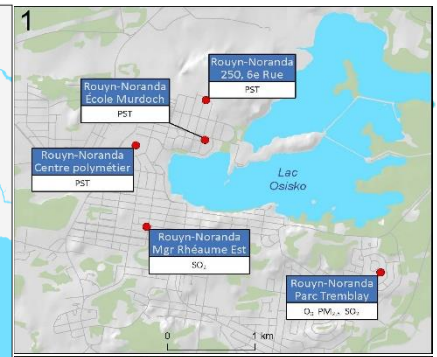 1
Rouyn-Noranda
250, 6e Rue
PST
Rouyn-Noranda
École Murdoch
PST
Rouyn-Noranda
Centre polymétier
PST
Lac
Osisko
Rouyn-Noranda
Mgr Rhéaume Est
SO₂
Rouyn-Noranda
Parc Tremblay
O₃, PM₂,₅, SO₂
0 1 km